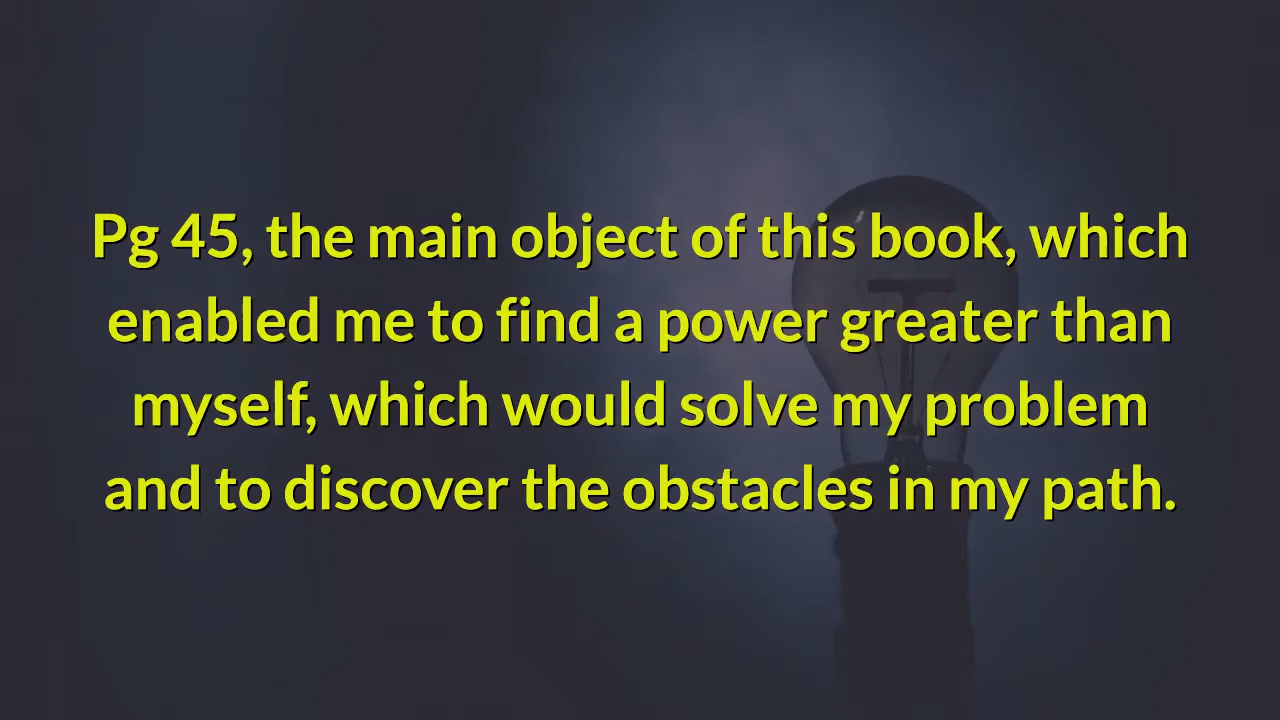 Pg 45, the main object of this book, which
enabled me to find a power greater than
myself, which would solve my problem
and to discover the obstacles in my path.